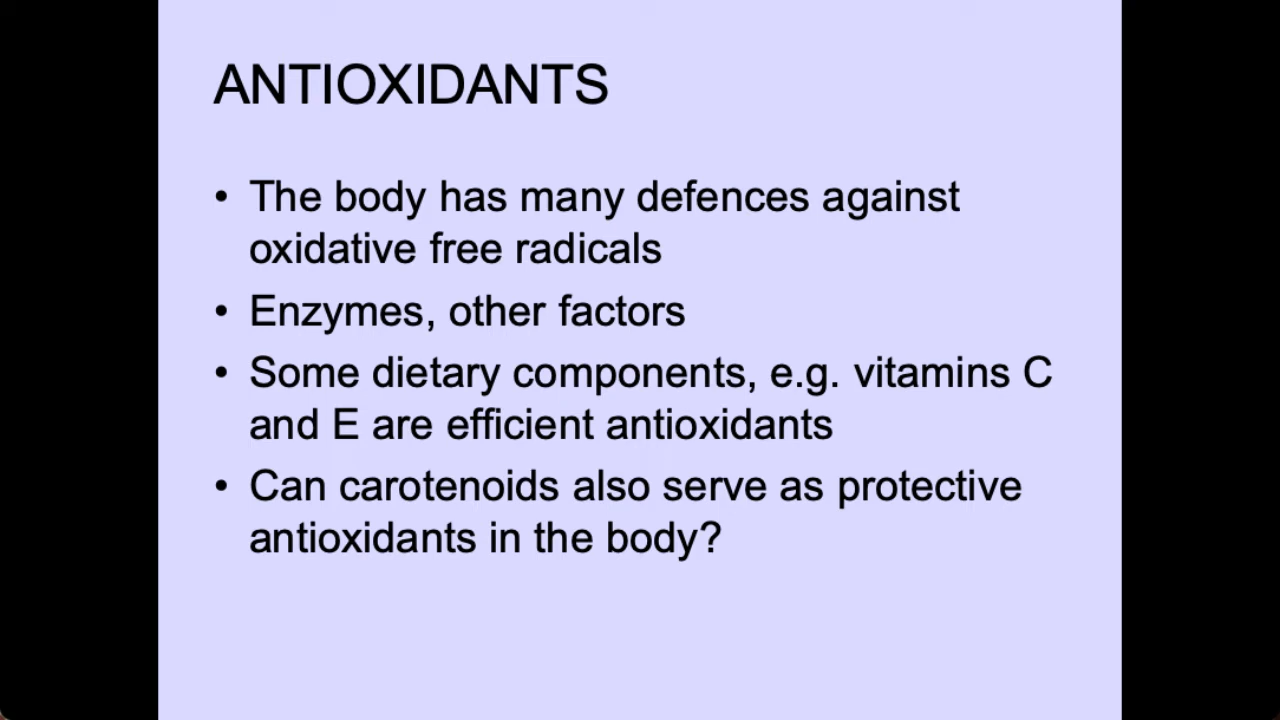 ANTIOXIDANTS
• The body has many defences against
oxidative free radicals
• Enzymes, other factors
• Some dietary components, e.g. vitamins C
and E are efficient antioxidants
• Can carotenoids also serve as protective
antioxidants in the body?